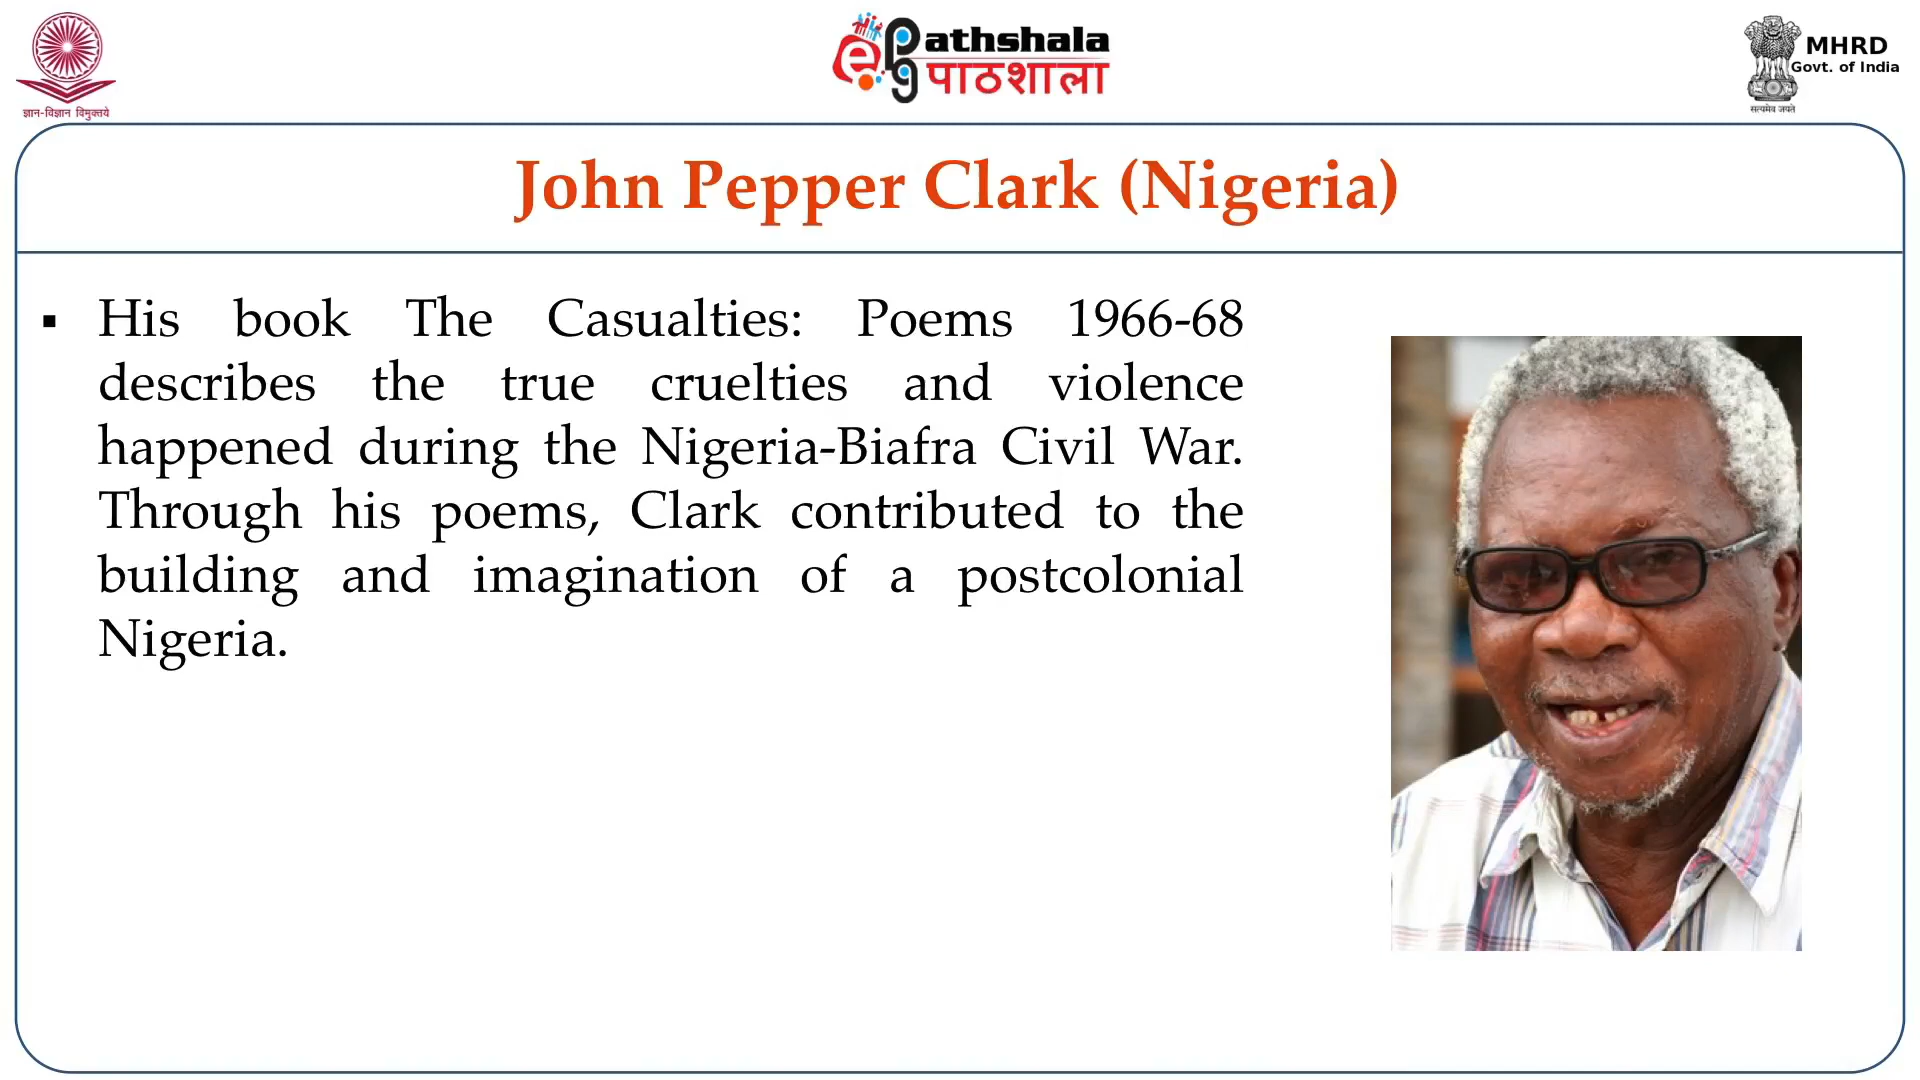 ज्ञान-विज्ञान विमुक्तये
e
Pathshala
pg पाठशाला
MHRD
Govt. of India
सत्यमेव जयते
John Pepper Clark (Nigeria)
▪ His book The Casualties: Poems 1966-68
describes the true cruelties and violence
happened during the Nigeria-Biafra Civil War.
Through his poems, Clark contributed to the
building and imagination of a postcolonial
Nigeria.